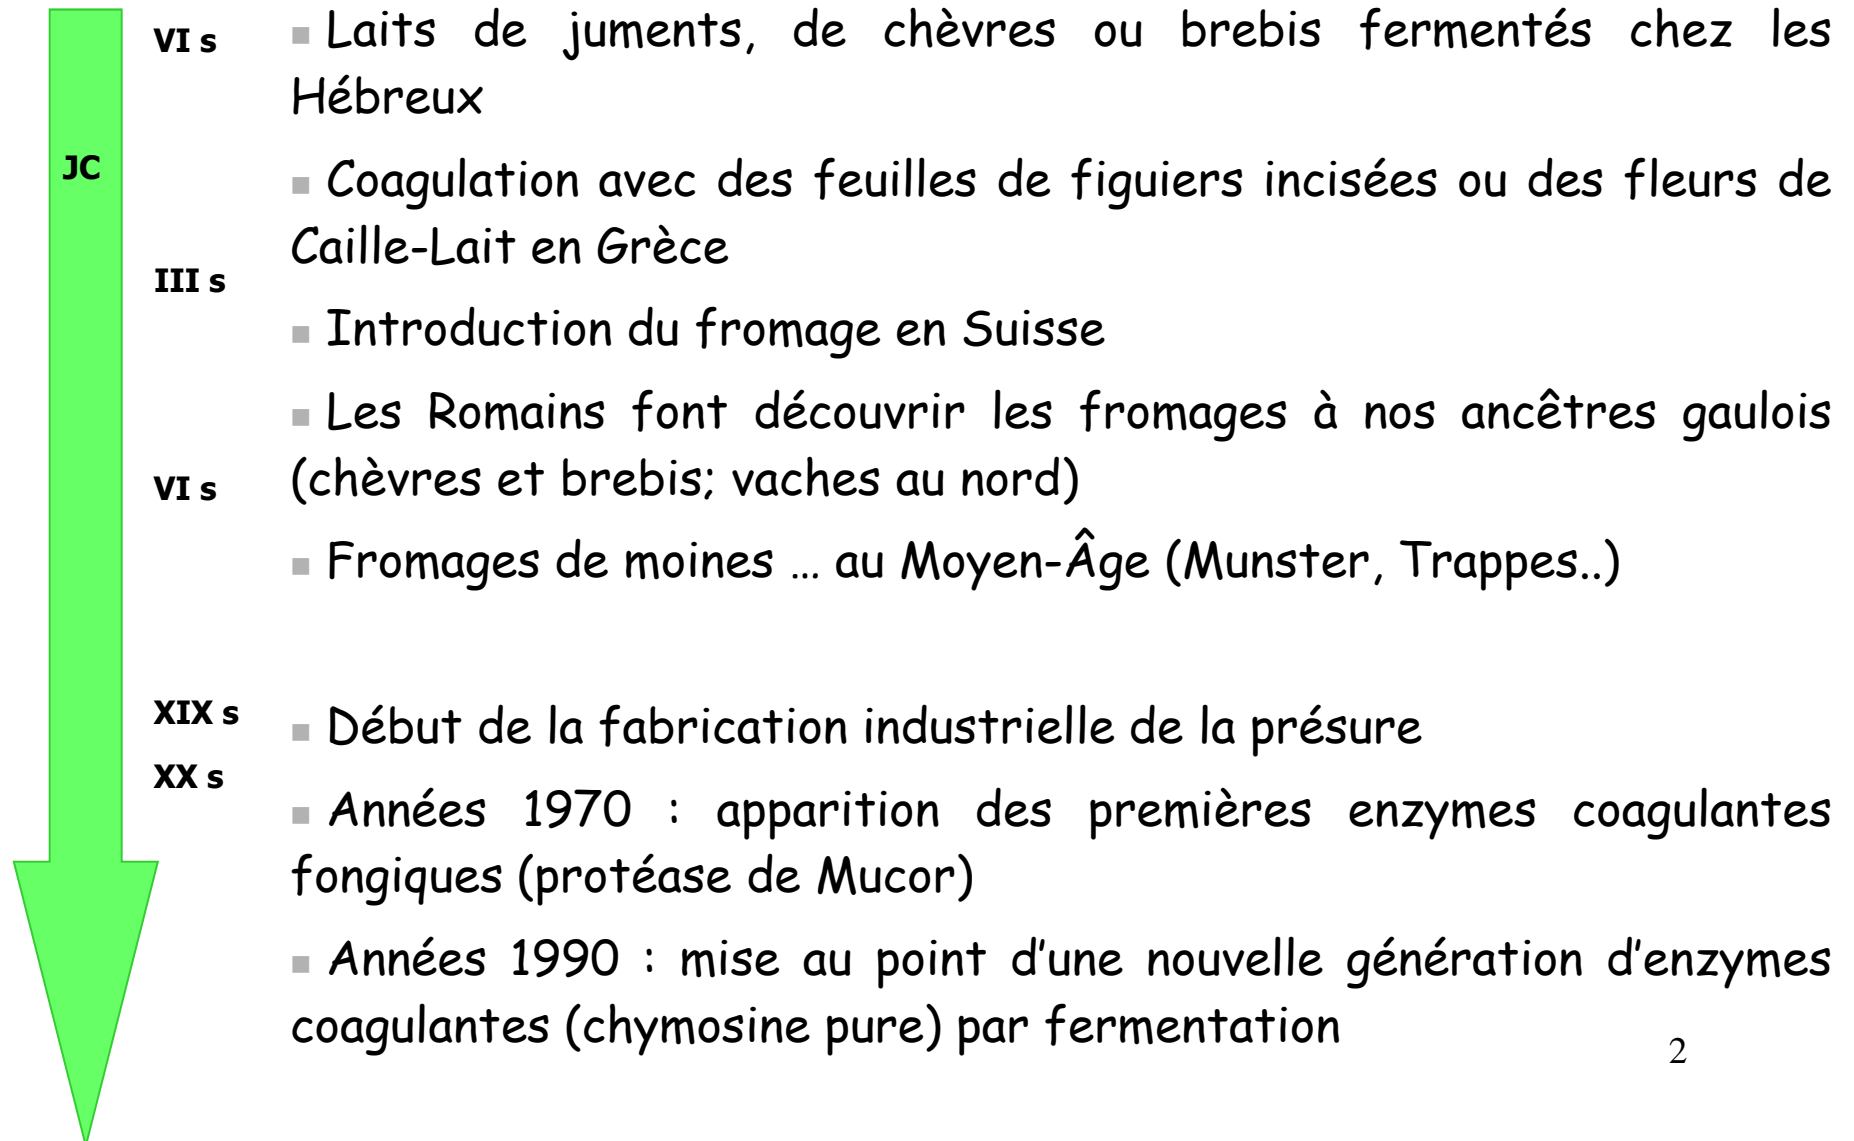 VI s
■ Laits de juments, de chèvres ou brebis fermentés chez les
Hébreux
JC
■ Coagulation avec des feuilles de figuiers incisées ou des fleurs de
Caille-Lait en Grèce
III s
■ Introduction du fromage en Suisse
■ Les Romains font découvrir les fromages à nos ancêtres gaulois
VI s
(chèvres et brebis; vaches au nord)
■ Fromages de moines … au Moyen-Âge (Munster, Trappes..)
XIX s
■ Début de la fabrication industrielle de la présure
XX s
■ Années 1970 : apparition des premières enzymes coagulantes
fongiques (protéase de Mucor)
■ Années 1990 : mise au point d’une nouvelle génération d’enzymes
coagulantes (chymosine pure) par fermentation
2